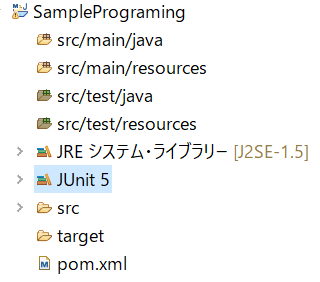 SamplePrograming
src/main/java
src/main/resources
src/test/java
src/test/resources
JRE システム・ライブラリー [J2SE-1.5]
JUnit 5
src
target
pom.xml